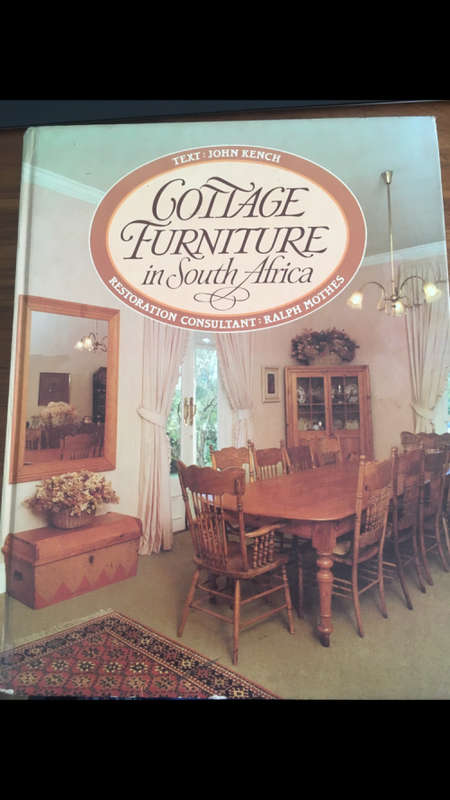 TEXT: JOHN KENCH
COTTAGE
FURNITURE
in South Africa
RESTORATION CONSULTANT: RALPH MOTHES